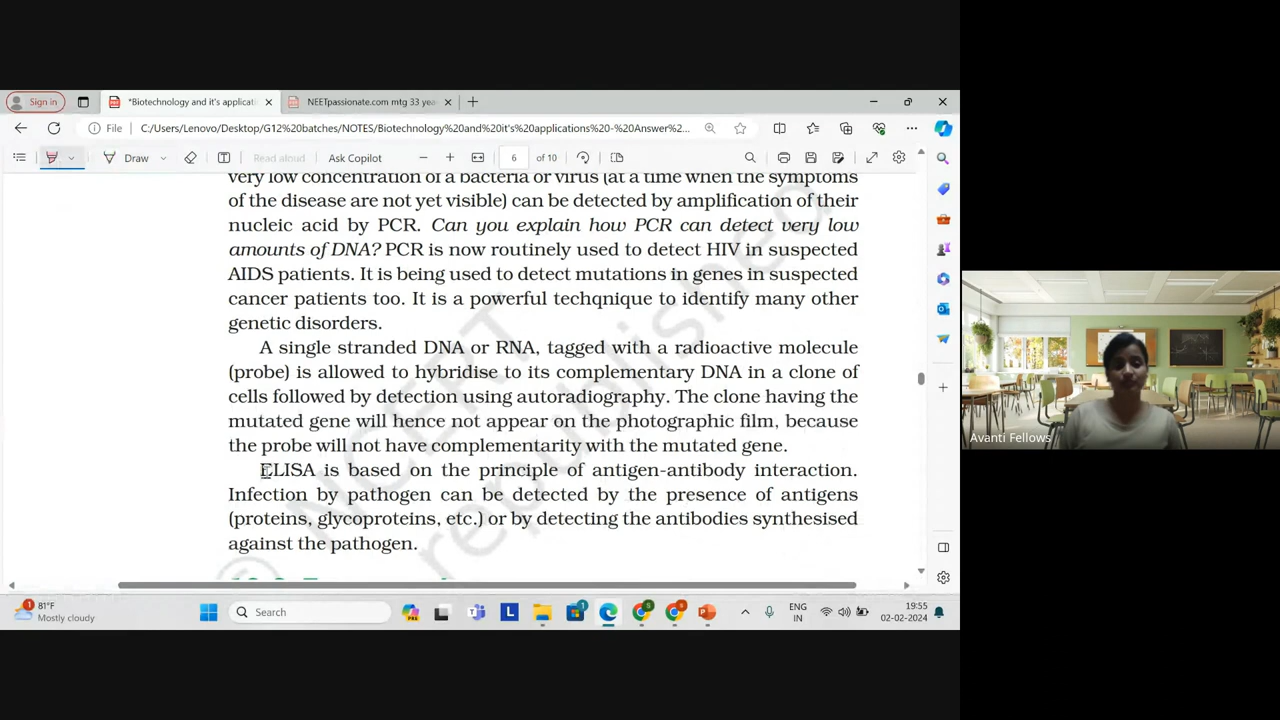 Sign in
*Biotechnology and it's applicati
NEETpassionate.com mtg 33 yea
File
C:/Users/Lenovo/Desktop/G12%20batches/NOTES/Biotechnology%20and%20it's%20applications%20-%20Answer%2...
Draw
Read aloud
Ask Copilot
6 of 10
very low concentration of a bacteria or virus (at a time when the symptoms
of the disease are not yet visible) can be detected by amplification of their
nucleic acid by PCR. Can you explain how PCR can detect very low
amounts of DNA? PCR is now routinely used to detect HIV in suspected
AIDS patients. It is being used to detect mutations in genes in suspected
cancer patients too. It is a powerful techqnique to identify many other
genetic disorders.
A single stranded DNA or RNA, tagged with a radioactive molecule
(probe) is allowed to hybridise to its complementary DNA in a clone of
cells followed by detection using autoradiography. The clone having the
mutated gene will hence not appear on the photographic film, because
the probe will not have complementarity with the mutated gene.
ELISA is based on the principle of antigen-antibody interaction.
Infection by pathogen can be detected by the presence of antigens
(proteins, glycoproteins, etc.) or by detecting the antibodies synthesised
against the pathogen.
© NCERT
republished
Avanti Fellows
1
81°F
Mostly cloudy
Search
ENG
IN
19:55
02-02-2024